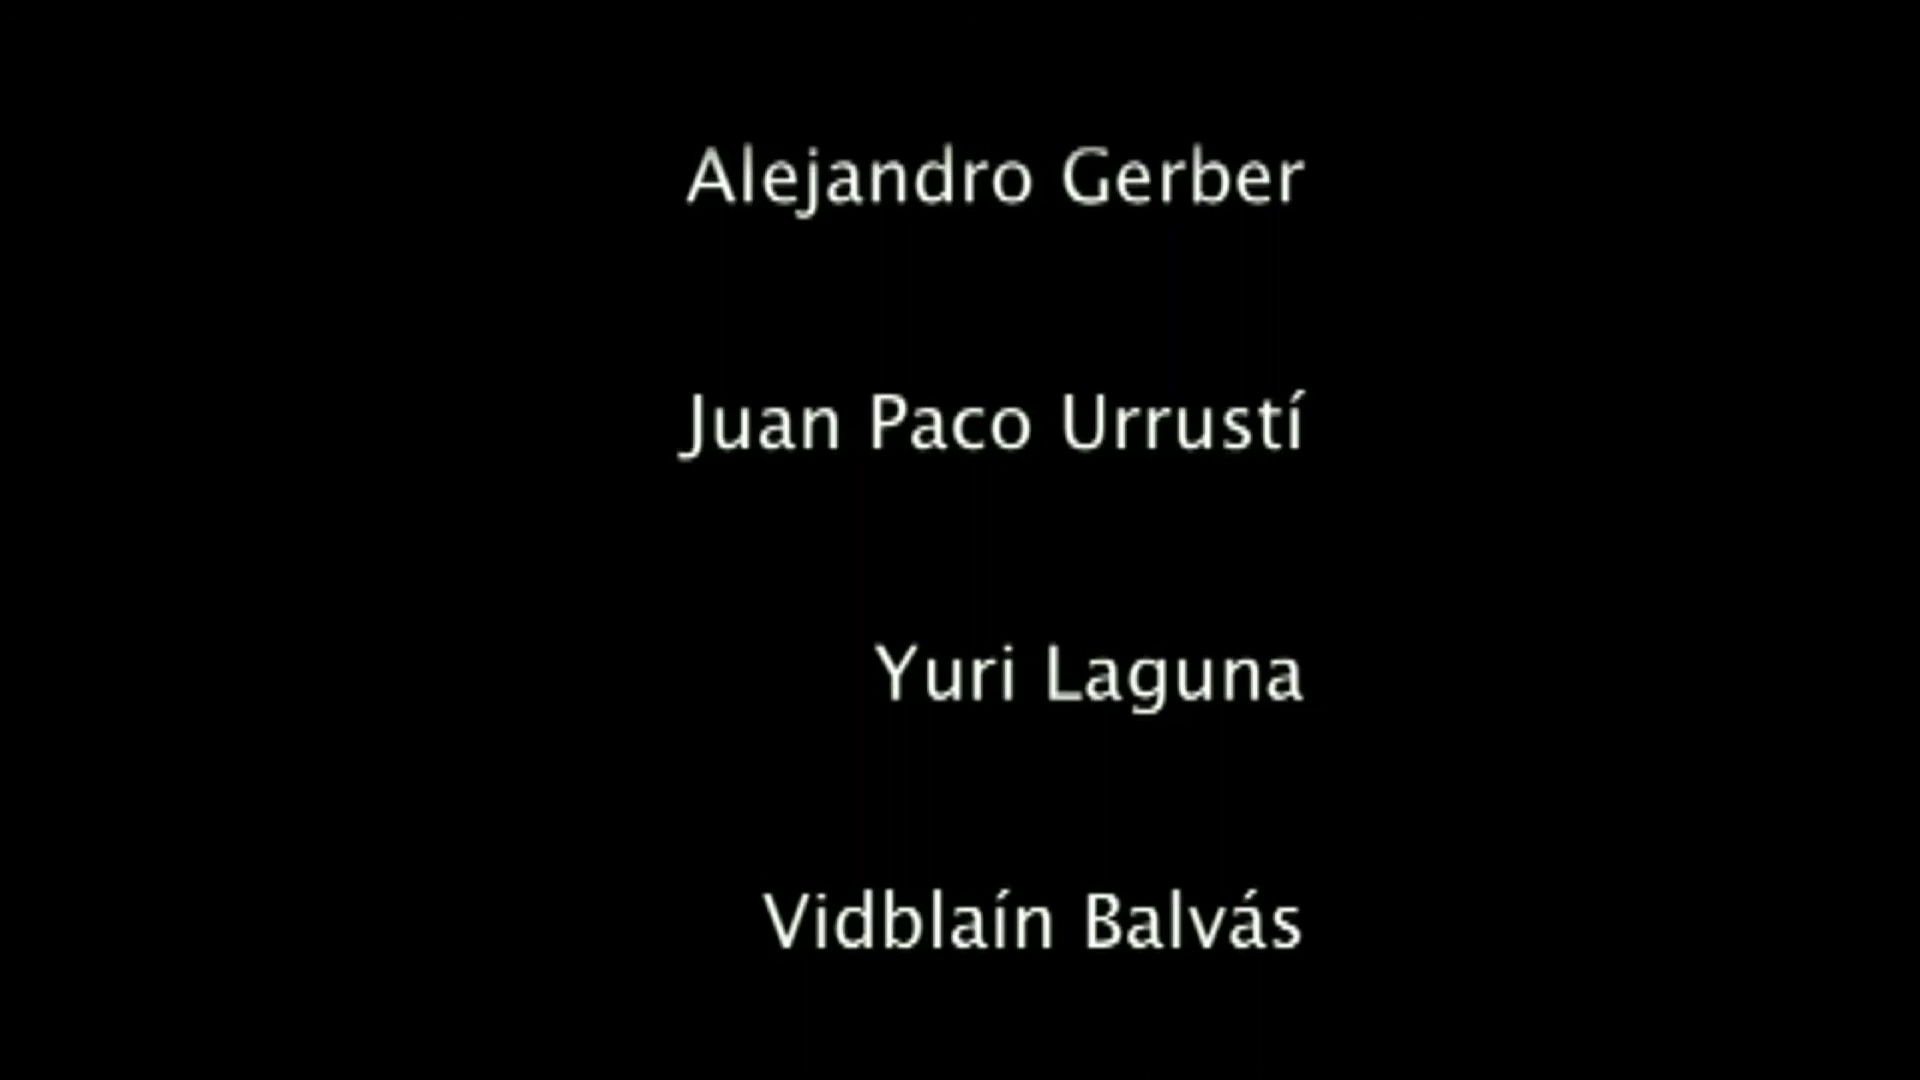 Alejandro Gerber
Juan Paco Urrustí
Yuri Laguna
Vidblaín Balvás